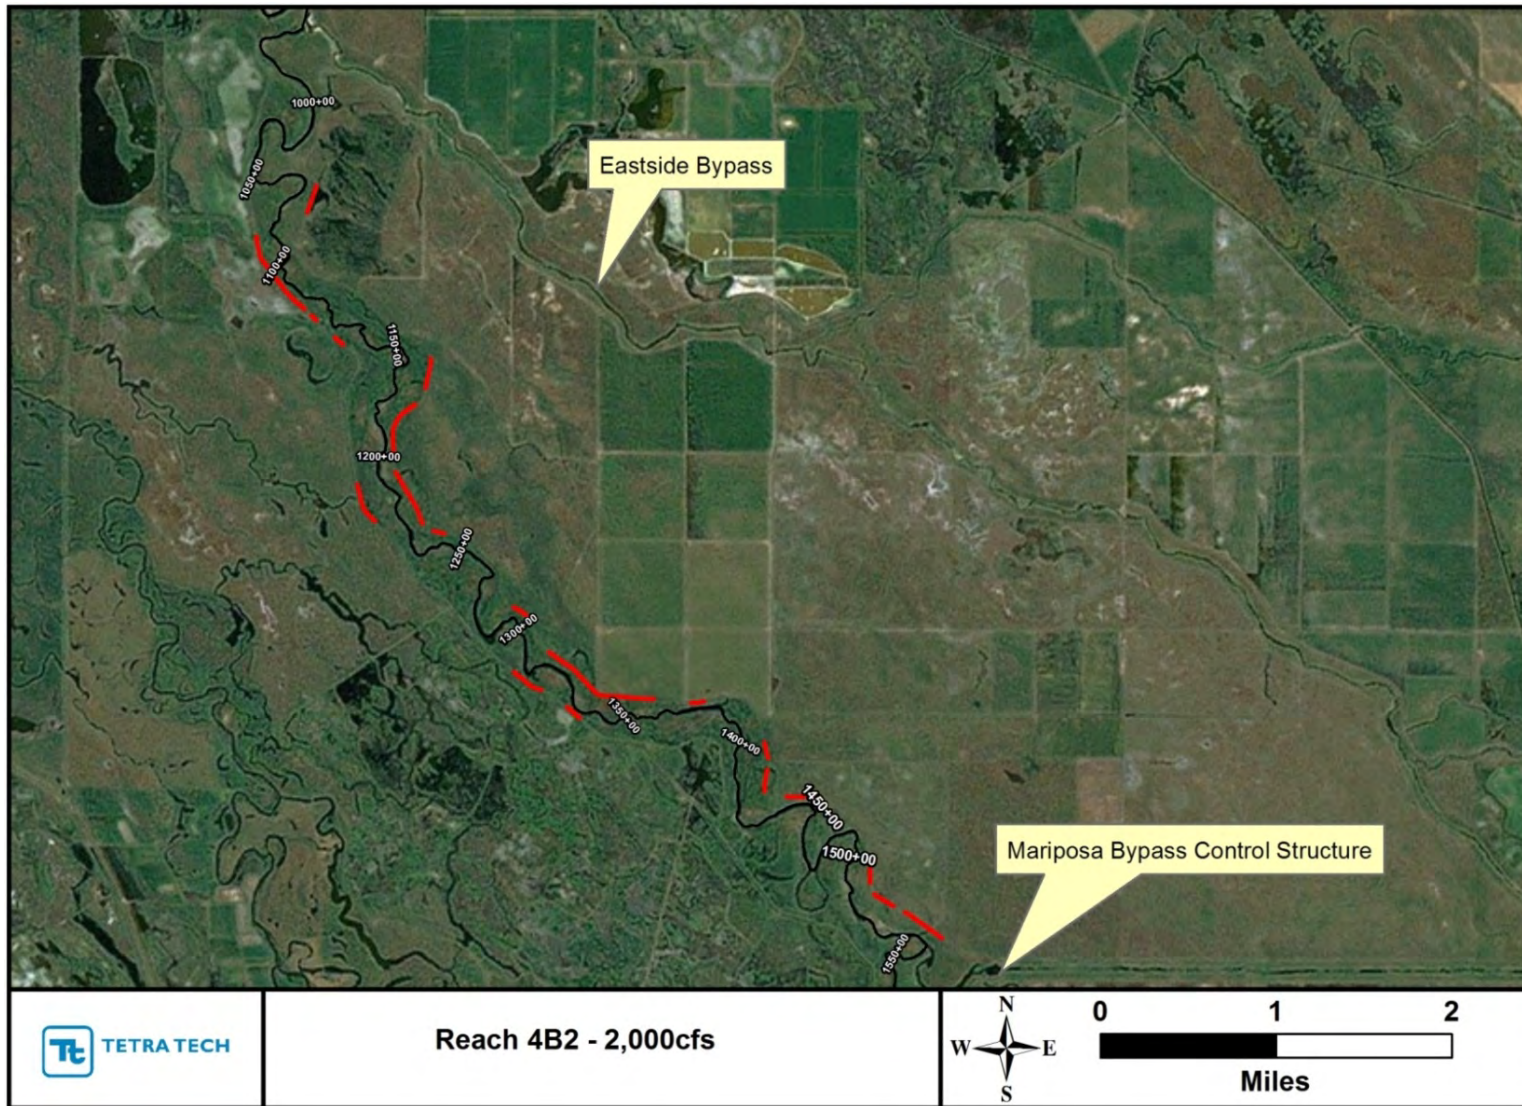 1000+00
Eastside Bypass
1050+00
1100+00
1150+00
1200+00
1250+00
1300+00
1350+00
1400+00
1450+00
1500+00
Mariposa Bypass Control Structure
1550+00
Tt TETRA TECH
Reach 4B2 - 2,000cfs
N
W E
S
0 1 2
Miles